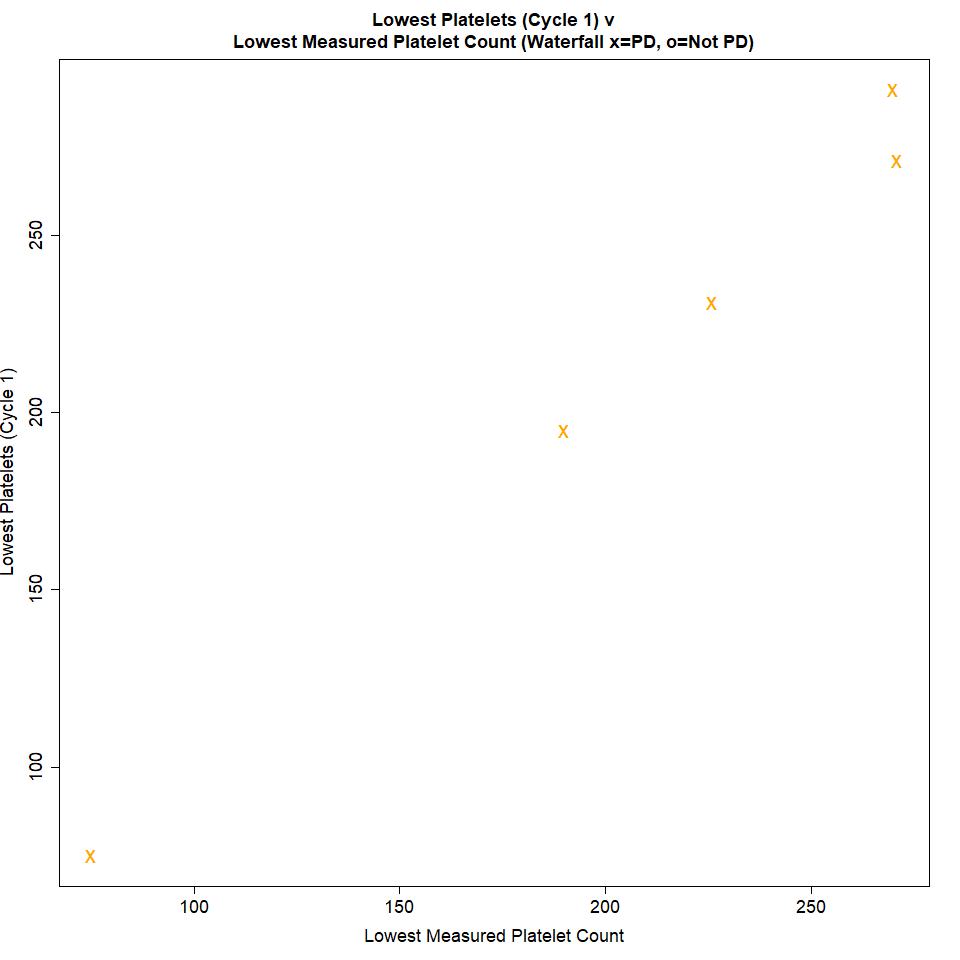 Lowest Platelets (Cycle 1) v
Lowest Measured Platelet Count (Waterfall x=PD, o=Not PD)
X
X
250
X
200
X
Lowest Platelets (Cycle 1)
150
100
X
100 150 200 250
Lowest Measured Platelet Count